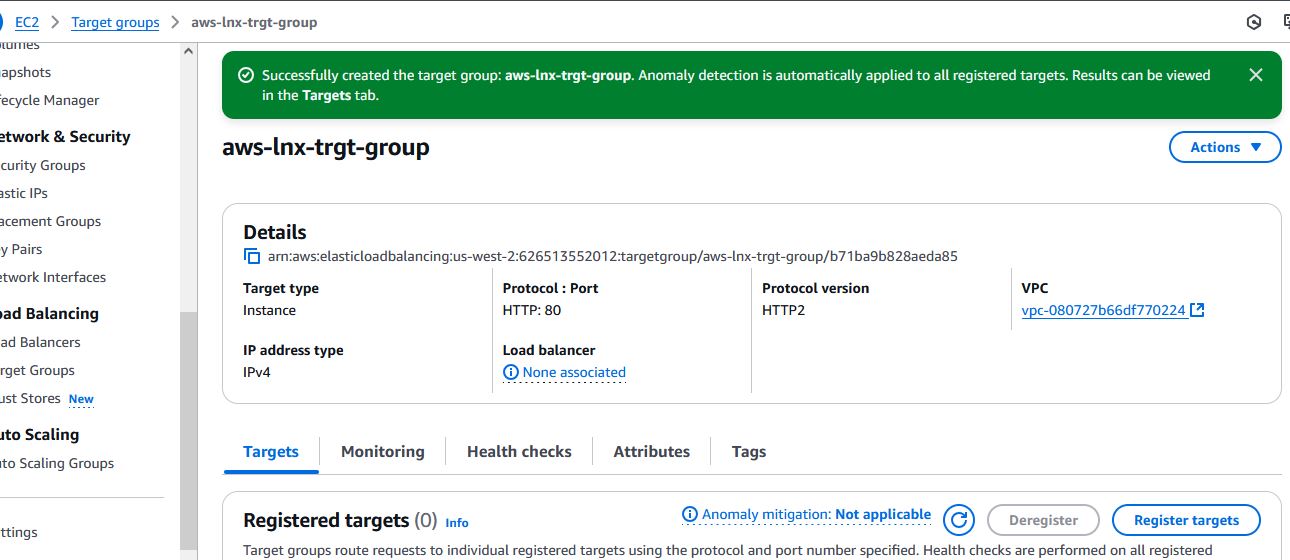 EC2 > Target groups > aws-lnx-trgt-group
olumes
apshots
fecycle Manager
etwork & Security
curity Groups
astic IPs
acement Groups
y Pairs
etwork Interfaces
oad Balancing
ad Balancers
rget Groups
ust Stores New
uto Scaling
uto Scaling Groups
ttings
Successfully created the target group: aws-lnx-trgt-group. Anomaly detection is automatically applied to all registered targets. Results can be viewed
in the Targets tab.
aws-lnx-trgt-group
Actions
Details
arn:aws:elasticloadbalancing:us-west-2:626513552012:targetgroup/aws-lnx-trgt-group/b71ba9b828aeda85
Target type
Instance
Protocol : Port
HTTP: 80
Protocol version
HTTP2
VPC
vpc-080727b66df770224
IP address type
IPv4
Load balancer
None associated
Targets
Monitoring
Health checks
Attributes
Tags
Registered targets (0) Info
Anomaly mitigation: Not applicable
Deregister
Register targets
Target groups route requests to individual registered targets using the protocol and port number specified. Health checks are performed on all registered